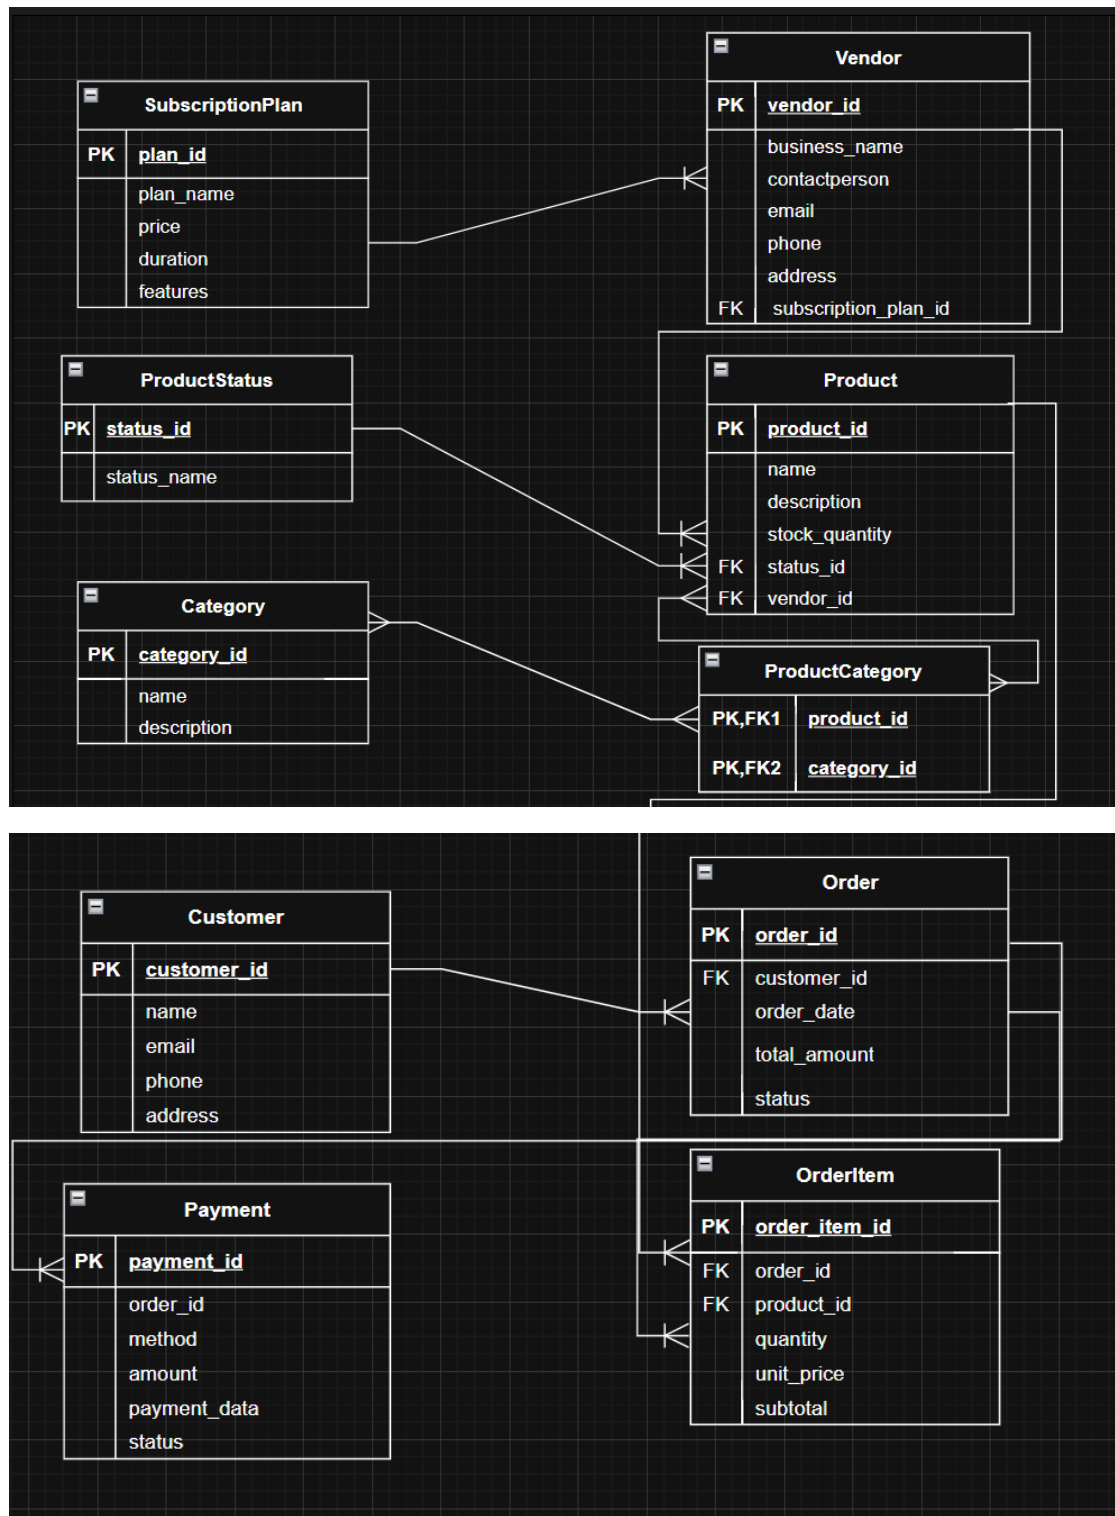 SubscriptionPlan
PK plan_id
plan_name
price
duration
features
Vendor
PK vendor_id
business_name
contactperson
email
phone
address
FK subscription_plan_id
ProductStatus
PK status_id
status_name
Product
PK product_id
name
description
stock_quantity
FK status_id
FK vendor_id
Category
PK category_id
name
description
ProductCategory
PK,FK1 product_id
PK,FK2 category_id
Customer
PK customer_id
name
email
phone
address
Order
PK order_id
FK customer_id
order_date
total_amount
status
Payment
PK payment_id
order_id
method
amount
payment_data
status
OrderItem
PK order_item_id
FK order_id
FK product_id
quantity
unit_price
subtotal